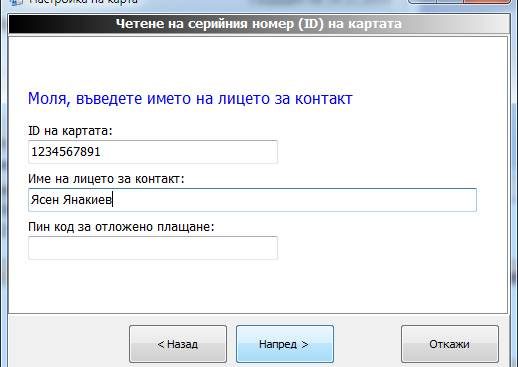 Настройка на карта
Четене на серийния номер (ID) на картата
Моля, въведете името на лицето за контакт
ID на картата:
1234567891
Име на лицето за контакт:
Ясен Янакиев
Пин код за отложено плащане:
< Назад
Напред >
Откажи